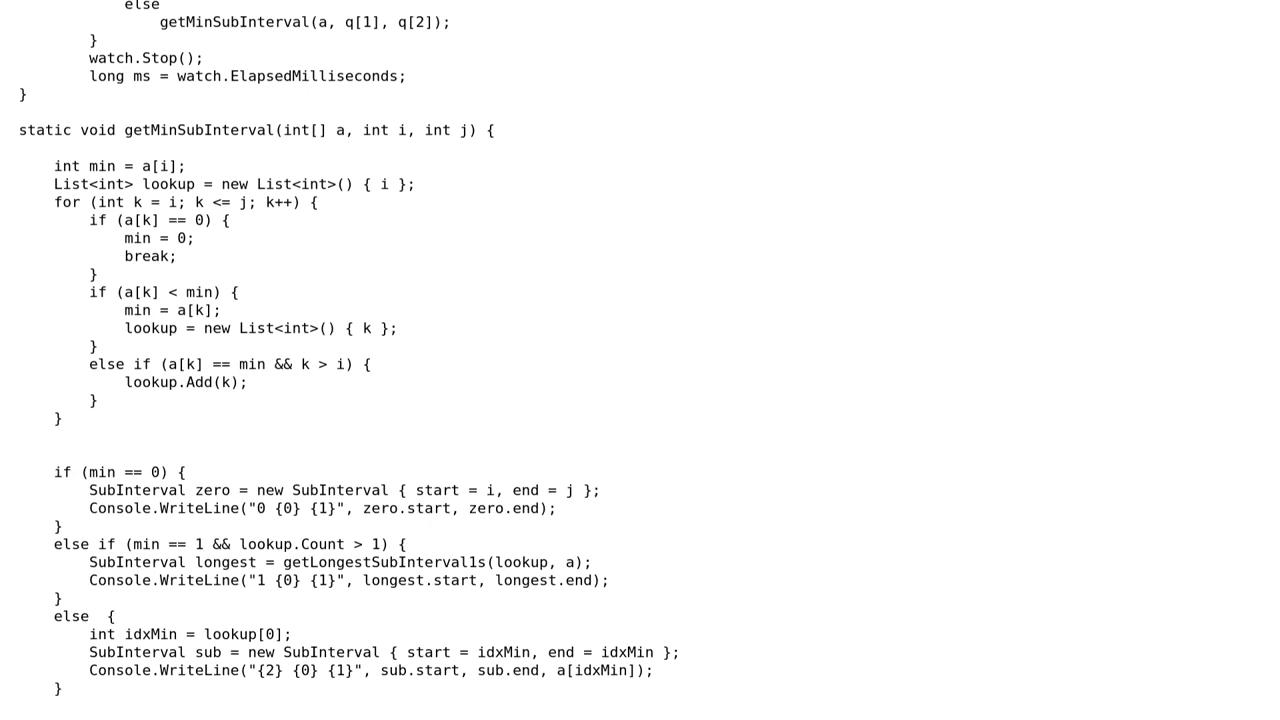 else
                getMinSubInterval(a, q[1], q[2]);
        }
        watch.Stop();
        long ms = watch.ElapsedMilliseconds;
}
static void getMinSubInterval(int[] a, int i, int j) {
    int min = a[i];
    List<int> lookup = new List<int>() { i };
    for (int k = i; k <= j; k++) {
        if (a[k] == 0) {
            min = 0;
            break;
        }
        if (a[k] < min) {
            min = a[k];
            lookup = new List<int>() { k };
        }
        else if (a[k] == min && k > i) {
            lookup.Add(k);
        }
    }
    if (min == 0) {
        SubInterval zero = new SubInterval { start = i, end = j };
        Console.WriteLine("0 {0} {1}", zero.start, zero.end);
    }
    else if (min == 1 && lookup.Count > 1) {
        SubInterval longest = getLongestSubInterval1s(lookup, a);
        Console.WriteLine("1 {0} {1}", longest.start, longest.end);
    }
    else  {
        int idxMin = lookup[0];
        SubInterval sub = new SubInterval { start = idxMin, end = idxMin };
        Console.WriteLine("{2} {0} {1}", sub.start, sub.end, a[idxMin]);
    }